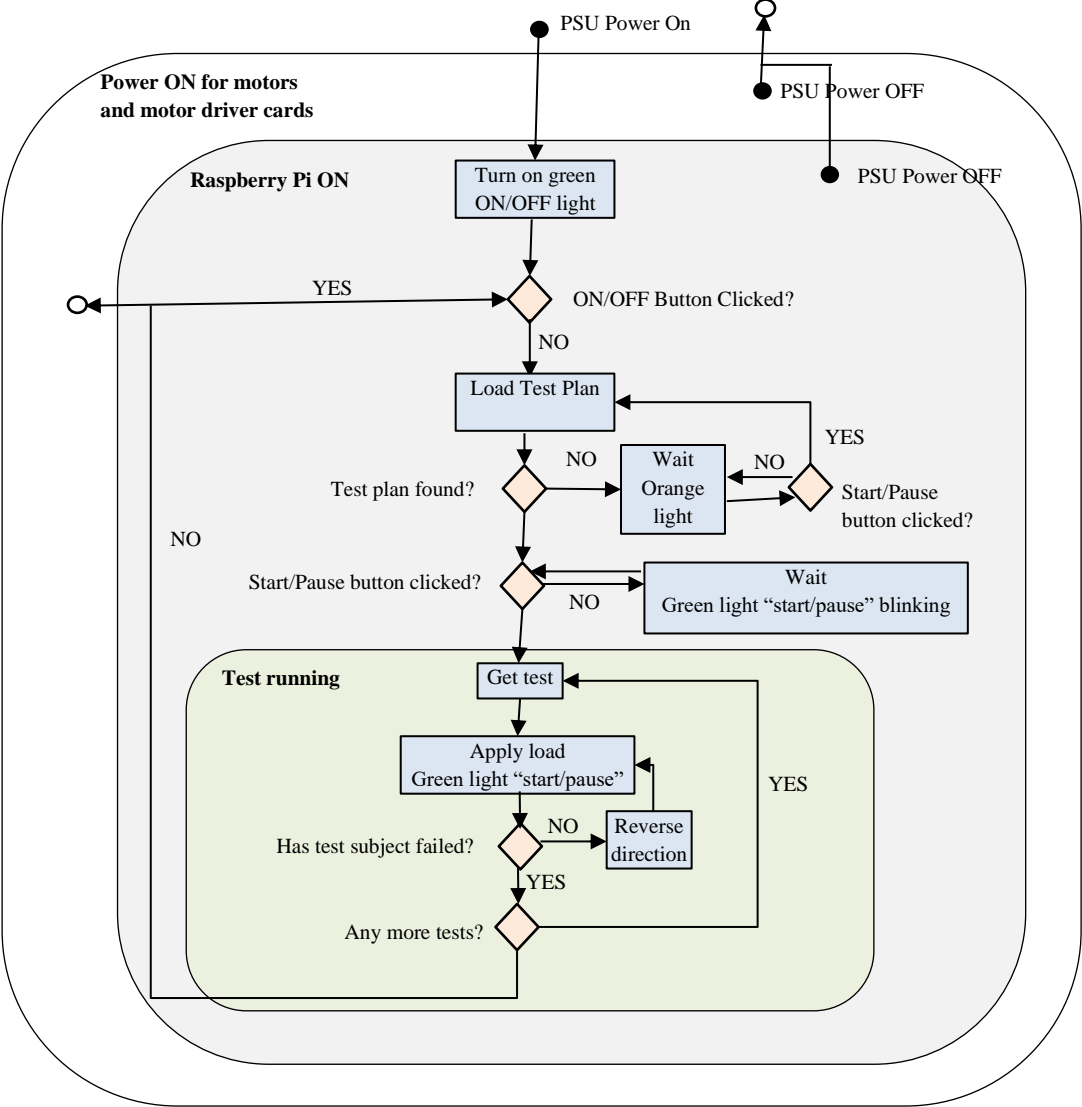 PSU Power On
Power ON for motors
and motor driver cards
PSU Power OFF
Raspberry Pi ON
PSU Power OFF
Turn on green
ON/OFF light
YES
ON/OFF Button Clicked?
NO
Load Test Plan
YES
NO
Wait
Orange
light
NO
Test plan found?
Start/Pause
button clicked?
NO
Start/Pause button clicked?
NO
Wait
Green light “start/pause” blinking
Test running
Get test
Apply load
Green light “start/pause”
YES
Has test subject failed?
NO
Reverse
direction
YES
Any more tests?